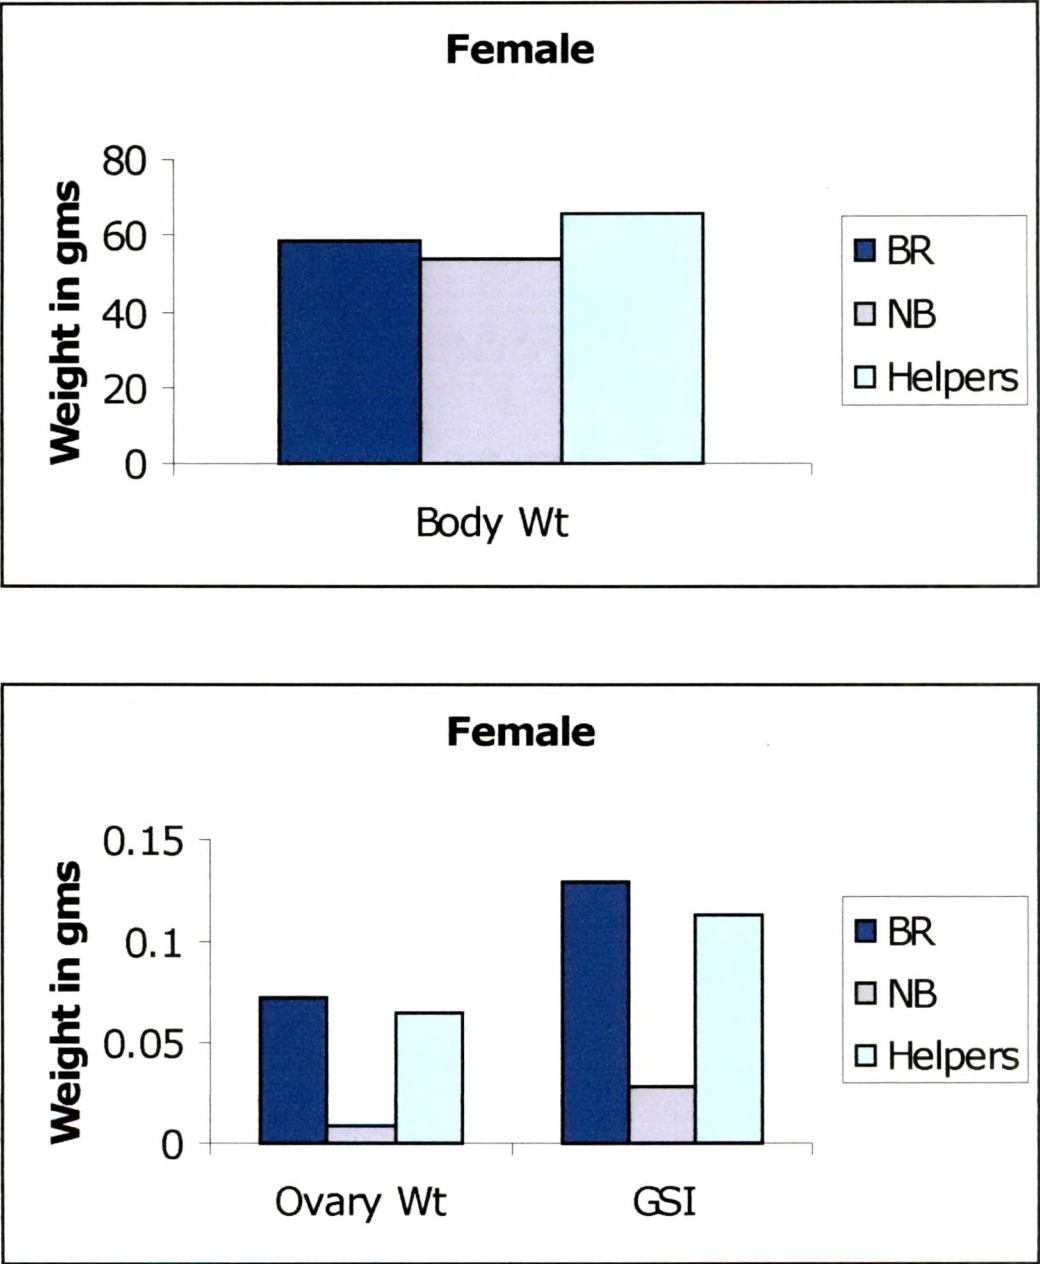 Female
Weight in gms
80
60
40
20
0
Body Wt
BR
NB
Helpers
Female
Weight in gms
0.15
0.1
0.05
0
Ovary Wt
GSI
BR
NB
Helpers